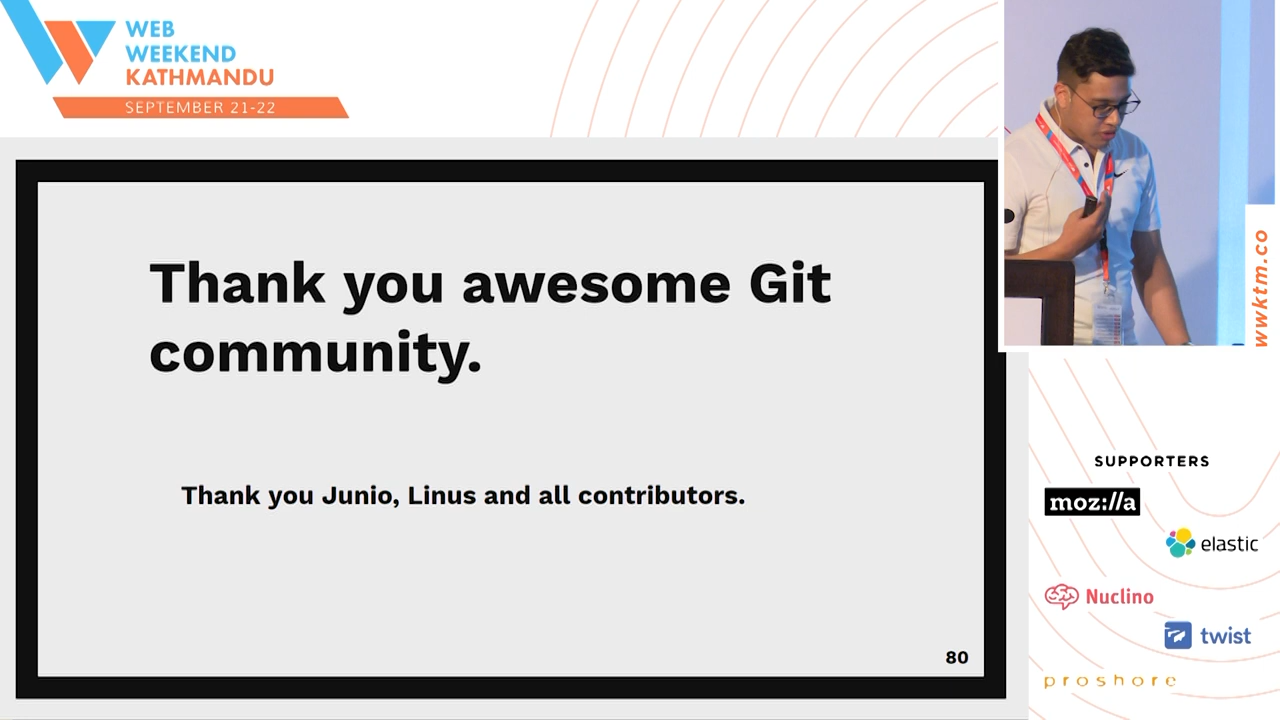 WEB
WEEKEND
KATHMANDU
SEPTEMBER 21-22
Thank you awesome Git
community.
Thank you Junio, Linus and all contributors.
80
wwktm.co
SUPPORTERS
moz://a
elastic
Nuclino
twist
proshore